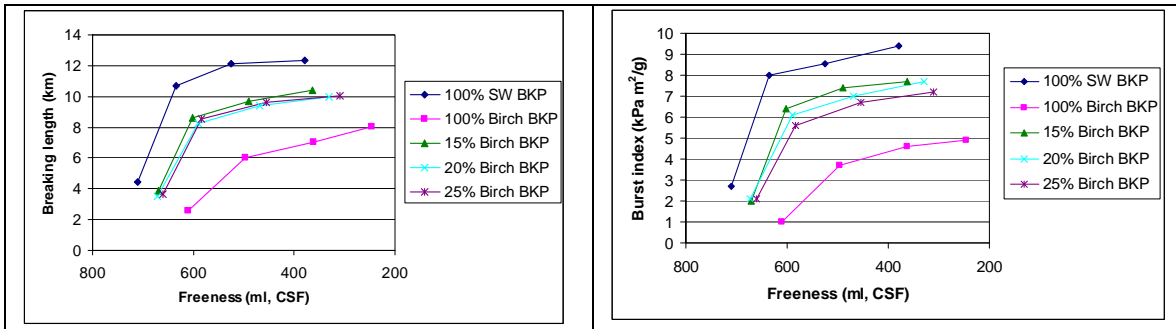 Breaking length (km)
14
12
10
8
6
4
2
0
800 600 400 200
Freeness (ml, CSF)
100% SW BKP
100% Birch BKP
15% Birch BKP
20% Birch BKP
25% Birch BKP
Burst index (kPa m²/g)
10
9
8
7
6
5
4
3
2
1
0
800 600 400 200
Freeness (ml, CSF)
100% SW BKP
100% Birch BKP
15% Birch BKP
20% Birch BKP
25% Birch BKP